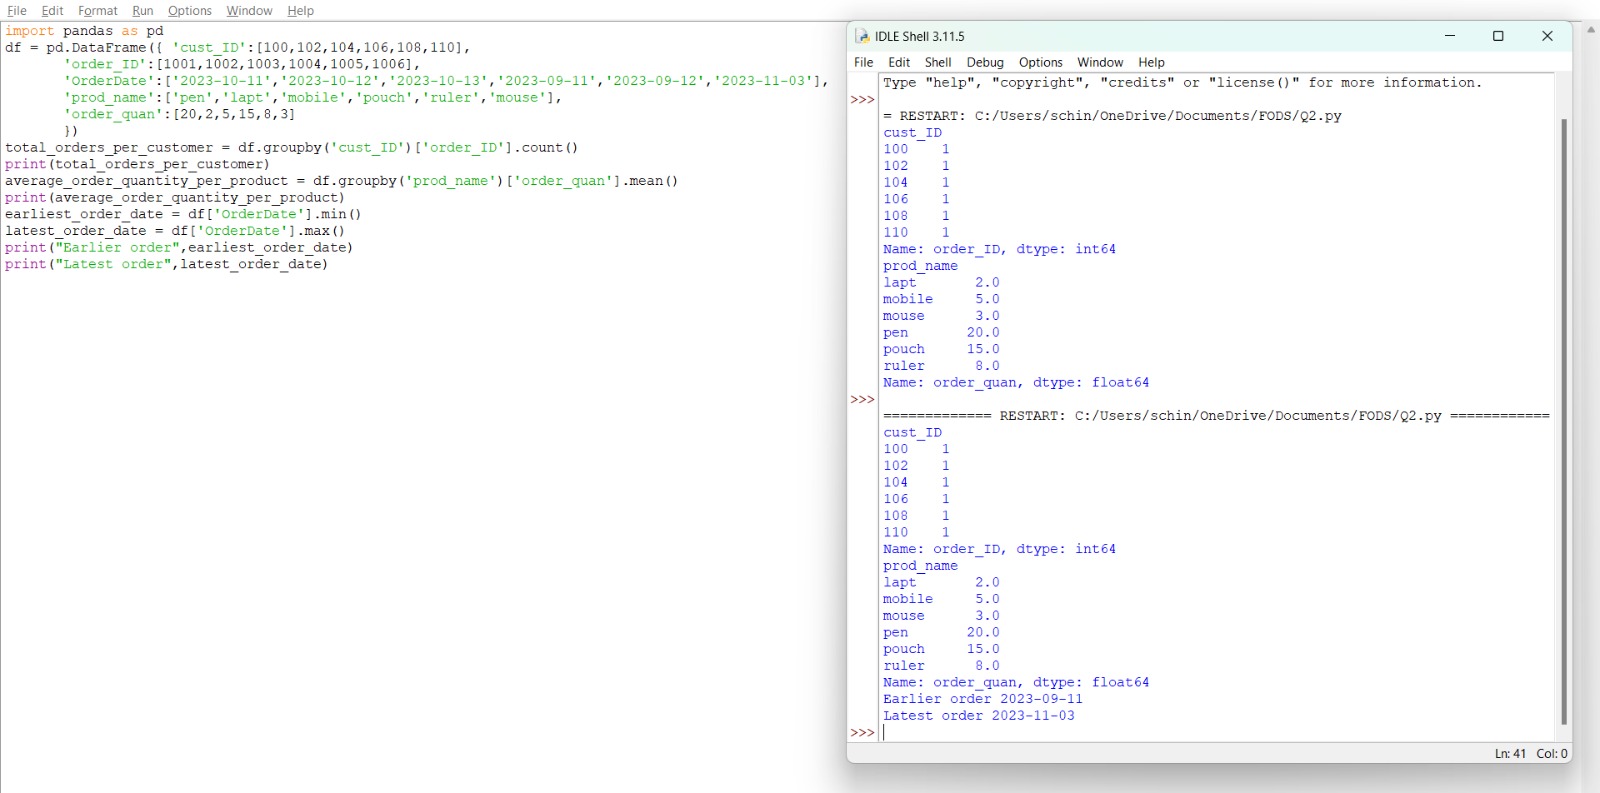 File Edit Format Run Options Window Help
import pandas as pd
df = pd.DataFrame({ 'cust_ID':[100,102,104,106,108,110],
'order_ID':[1001,1002,1003,1004,1005,1006],
'OrderDate':['2023-10-11','2023-10-12','2023-10-13','2023-09-11','2023-09-12','2023-11-03'],
'prod_name':['pen','lapt','mobile','pouch','ruler','mouse'],
'order_quan':[20,2,5,15,8,3]
})
total_orders_per_customer = df.groupby('cust_ID')['order_ID'].count()
print(total_orders_per_customer)
average_order_quantity_per_product = df.groupby('prod_name')['order_quan'].mean()
print(average_order_quantity_per_product)
earliest_order_date = df['OrderDate'].min()
latest_order_date = df['OrderDate'].max()
print("Earlier order",earliest_order_date)
print("Latest order",latest_order_date)
IDLE Shell 3.11.5
File Edit Shell Debug Options Window Help
Type "help", "copyright", "credits" or "license()" for more information.
>>>
= RESTART: C:/Users/schin/OneDrive/Documents/FODS/Q2.py
cust_ID
100 1
102 1
104 1
106 1
108 1
110 1
Name: order_ID, dtype: int64
prod_name
lapt 2.0
mobile 5.0
mouse 3.0
pen 20.0
pouch 15.0
ruler 8.0
Name: order_quan, dtype: float64
>>>
============= RESTART: C:/Users/schin/OneDrive/Documents/FODS/Q2.py ============
cust_ID
100 1
102 1
104 1
106 1
108 1
110 1
Name: order_ID, dtype: int64
prod_name
lapt 2.0
mobile 5.0
mouse 3.0
pen 20.0
pouch 15.0
ruler 8.0
Name: order_quan, dtype: float64
Earlier order 2023-09-11
Latest order 2023-11-03
>>>
Ln: 41 Col: 0